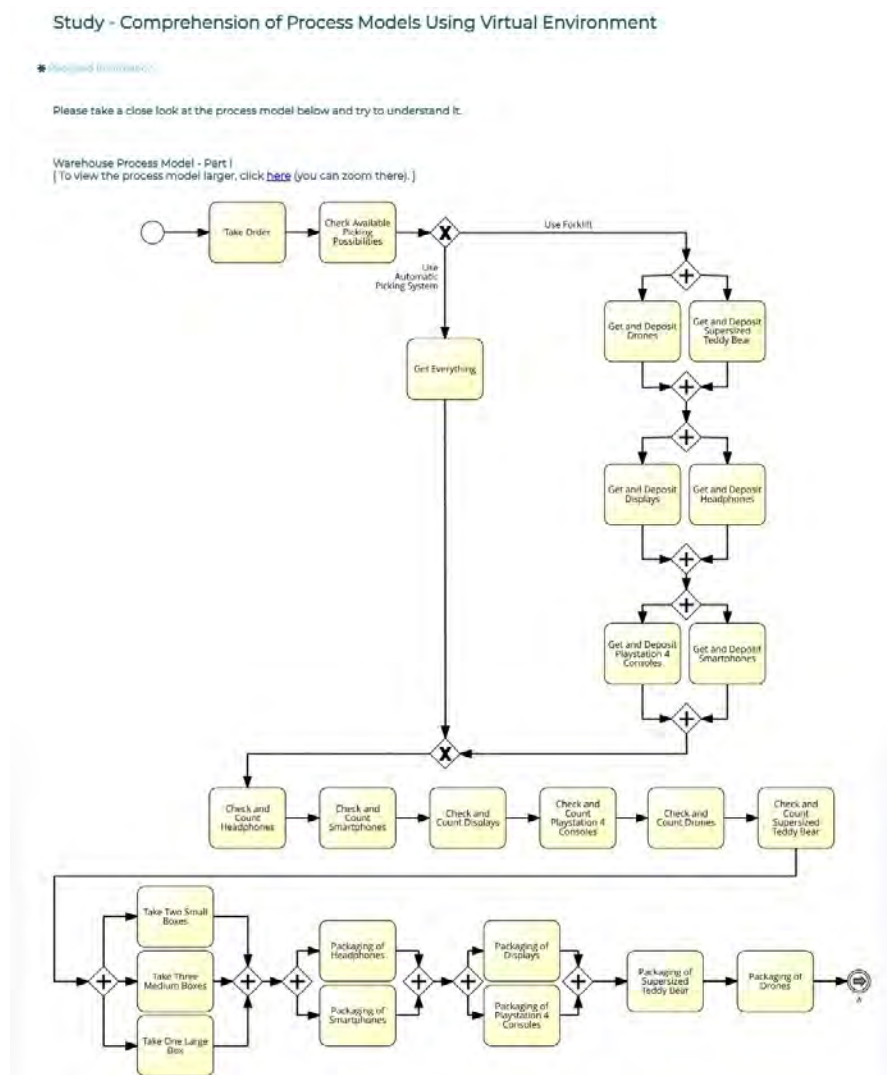 Study - Comprehension of Process Models Using Virtual Environment
Please take a close look at the process model below and try to understand it.
Warehouse Process Model - Part I
[ To view the process model larger, click here (you can zoom there). ]
Take Order
Check Available
Picking
Possibilities
Use Forklift
Use
Automatic
Picking System
Get and Deposit
Drones
Get and Deposit
Supersized
Teddy Bear
Get Everything
Get and Deposit
Displays
Get and Deposit
Headphones
Get and Deposit
Playstation 4
Consoles
Get and Deposit
Smartphones
Check and
Count
Headphones
Check and
Count
Smartphones
Check and
Count Displays
Check and
Count
Playstation 4
Consoles
Check and
Count Drones
Check and
Count
Supersized
Teddy Bear
Take Two Small
Boxes
Take Three
Medium Boxes
Take One Large
Box
Packaging of
Headphones
Packaging of
Smartphones
Packaging of
Displays
Packaging of
Playstation 4
Consoles
Packaging of
Supersized
Teddy Bear
Packaging of
Drones